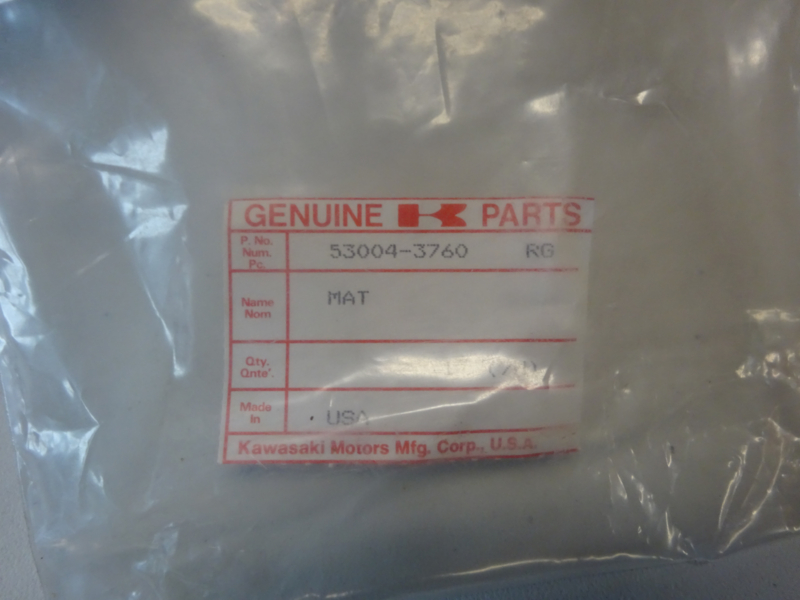 GENUINE PARTS
P. No.
Num.
Pc.
53004-3760 RG
Name
Nom
MAT
Qty.
Qnte'.
Made
In
USA
Kawasaki Motors Mfg. Corp., U.S.A.